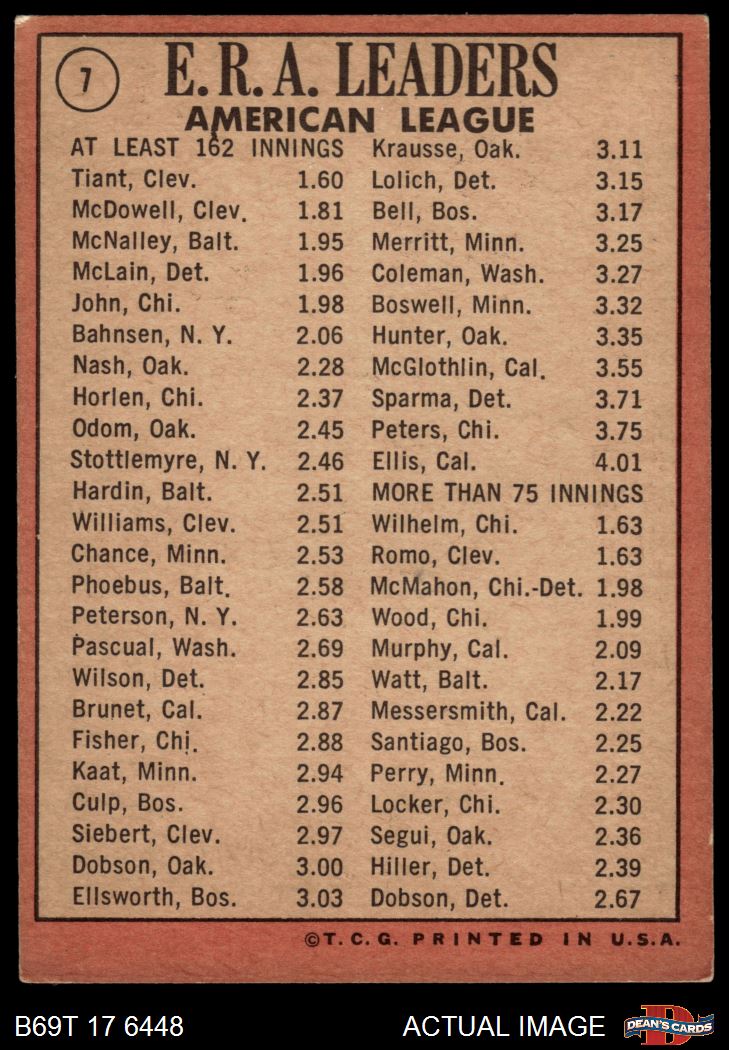 7
E. R. A. LEADERS
AMERICAN LEAGUE
AT LEAST 162 INNINGS
Tiant, Clev. 1.60
McDowell, Clev. 1.81
McNalley, Balt. 1.95
McLain, Det. 1.96
John, Chi. 1.98
Bahnsen, N. Y. 2.06
Nash, Oak. 2.28
Horlen, Chi. 2.37
Odom, Oak. 2.45
Stottlemyre, N. Y. 2.46
Hardin, Balt. 2.51
Williams, Clev. 2.51
Chance, Minn. 2.53
Phoebus, Balt. 2.58
Peterson, N. Y. 2.63
Pascual, Wash. 2.69
Wilson, Det. 2.85
Brunet, Cal. 2.87
Fisher, Chi. 2.88
Kaat, Minn. 2.94
Culp, Bos. 2.96
Siebert, Clev. 2.97
Dobson, Oak. 3.00
Ellsworth, Bos. 3.03
Krausse, Oak. 3.11
Lolich, Det. 3.15
Bell, Bos. 3.17
Merritt, Minn. 3.25
Coleman, Wash. 3.27
Boswell, Minn. 3.32
Hunter, Oak. 3.35
McGlothlin, Cal. 3.55
Sparma, Det. 3.71
Peters, Chi. 3.75
Ellis, Cal. 4.01
MORE THAN 75 INNINGS
Wilhelm, Chi. 1.63
Romo, Clev. 1.63
McMahon, Chi.-Det. 1.98
Wood, Chi. 1.99
Murphy, Cal. 2.09
Watt, Balt. 2.17
Messersmith, Cal. 2.22
Santiago, Bos. 2.25
Perry, Minn. 2.27
Locker, Chi. 2.30
Segui, Oak. 2.36
Hiller, Det. 2.39
Dobson, Det. 2.67
©T. C. G. PRINTED IN U.S.A.
B69T 17 6448
ACTUAL IMAGE
D
DEAN'S CARDS